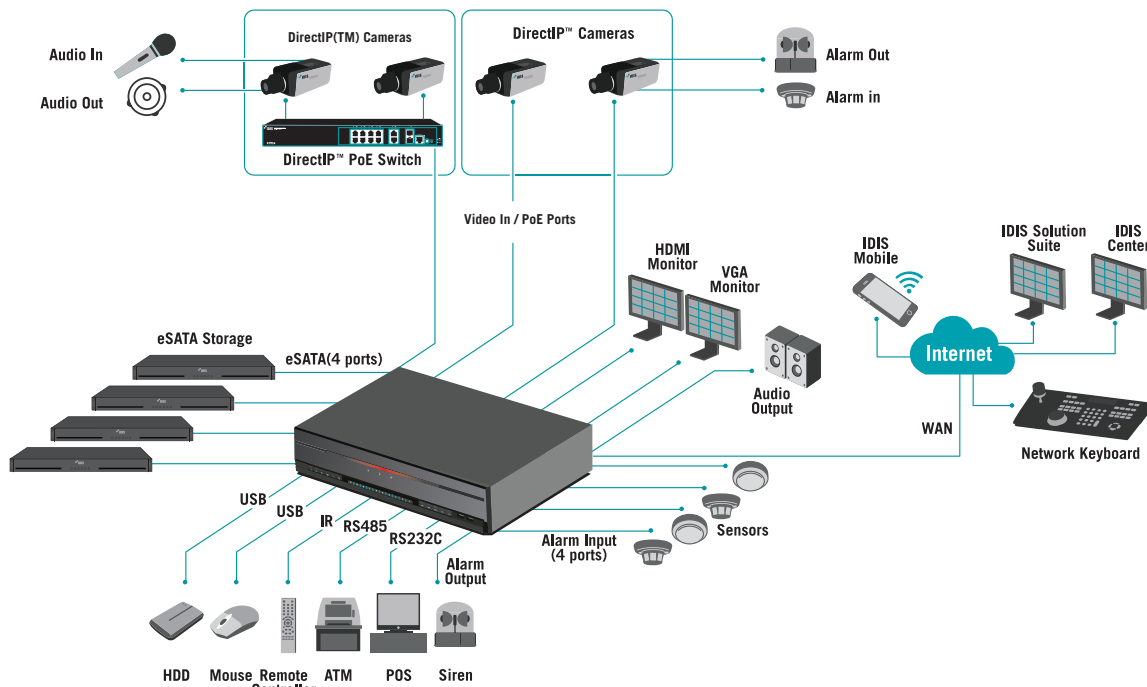 Audio In
Audio Out
DirectIP(TM) Cameras
DirectIP™ PoE Switch
DirectIP™ Cameras
Alarm Out
Alarm in
Video In / PoE Ports
HDMI
Monitor
VGA
Monitor
Audio
Output
IDIS
Mobile
IDIS Solution
Suite
IDIS
Center
Internet
WAN
Network Keyboard
eSATA Storage
eSATA(4 ports)
USB
USB
IR
RS485
RS232C
Alarm
Output
Alarm Input
(4 ports)
Sensors
HDD
Mouse
Remote
Controller
ATM
POS
Siren